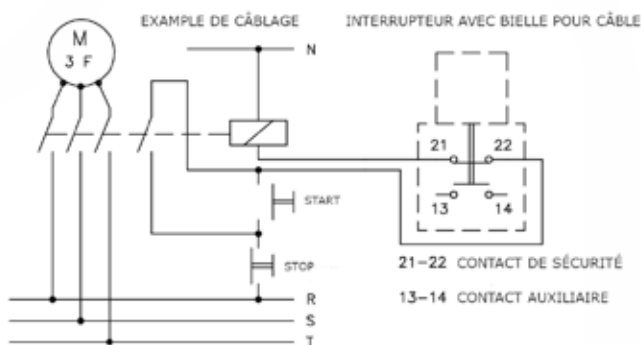 EXAMPLE DE CÂBLAGE
INTERRUPTEUR AVEC BIELLE POUR CÂBLE
M
3 F
N
21
22
13
14
START
STOP
21-22 CONTACT DE SÉCURITÉ
13-14 CONTACT AUXILIAIRE
R
S
T